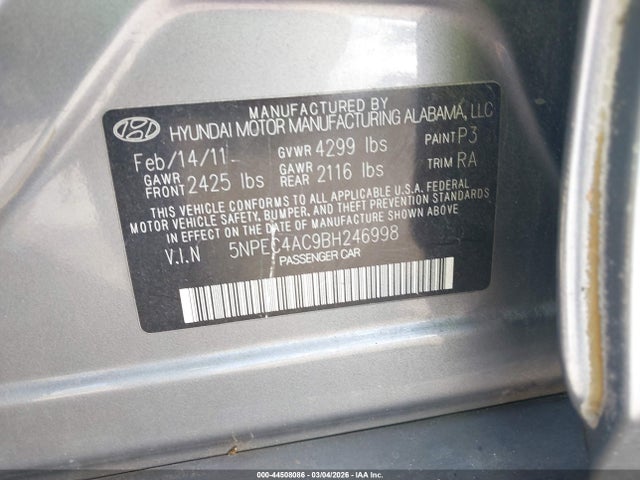 MANUFACTURED BY
HYUNDAI MOTOR MANUFACTURING ALABAMA, LLC
Feb/14/11 GVWR 4299 lbs PAINT P3
GAWR FRONT 2425 lbs GAWR REAR 2116 lbs TRIM RA
THIS VEHICLE CONFORMS TO ALL APPLICABLE U.S.A. FEDERAL
MOTOR VEHICLE SAFETY, BUMPER, AND THEFT PREVENTION STANDARDS
IN EFFECT ON THE DATE OF MANUFACTURE SHOWN ABOVE.
V.I.N 5NPEC4AC9BH246998
PASSENGER CAR
000-44508086 - 03/04/2026 - IAA Inc.